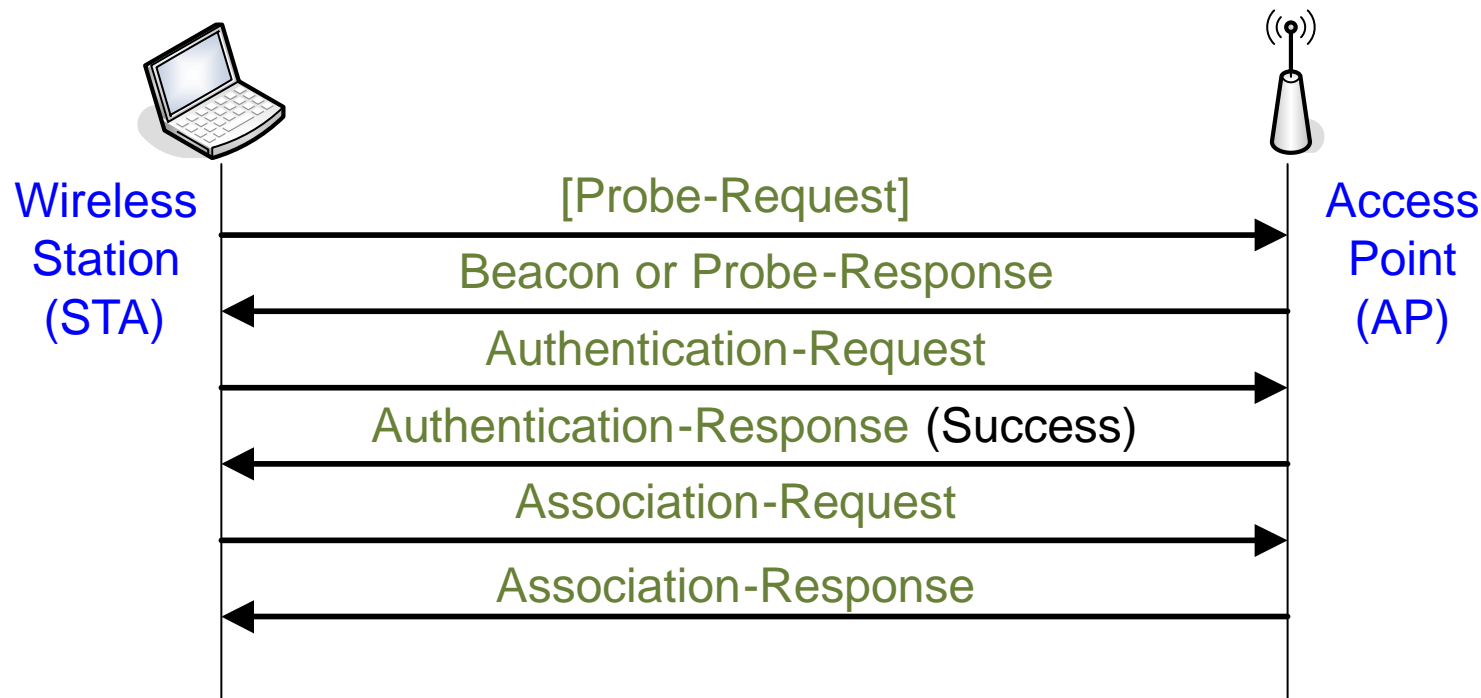 Wireless
Station
(STA)
[Probe-Request]
Beacon or Probe-Response
Authentication-Request
Authentication-Response (Success)
Association-Request
Association-Response
Access
Point
(AP)